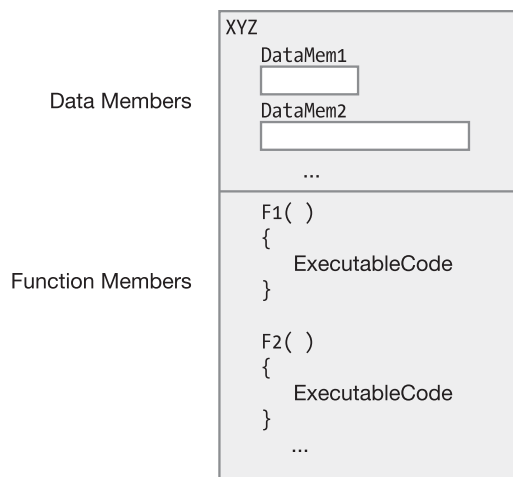 XYZ
DataMem1
Data Members
DataMem2
...
F1( )
{
Function Members
ExecutableCode
}
F2( )
{
ExecutableCode
}
...